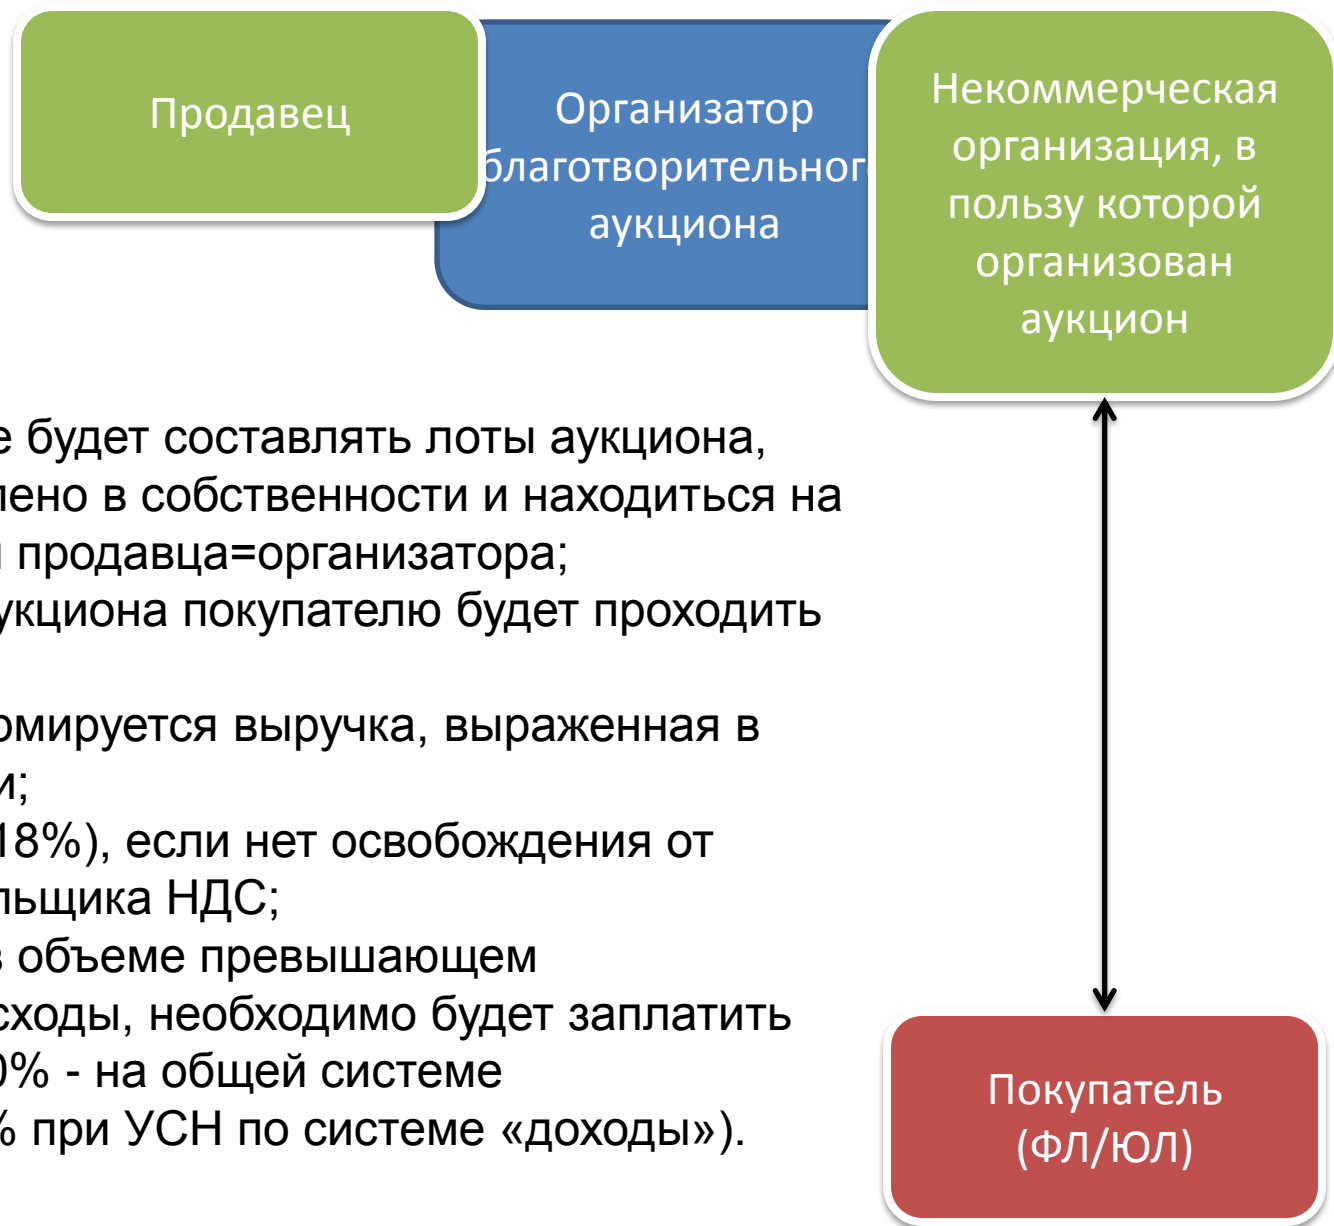 Продавец
Организатор
благотворительног
аукциона
Некоммерческая
организация, в
пользу которой
организован
аукцион
е будет составлять лоты аукциона,
лено в собственности и находиться на
продавца=организатора;
укциона покупателю будет проходить
рмируется выручка, выраженная в
и;
18%), если нет освобождения от
льщика НДС;
в объеме превышающем
сходы, необходимо будет заплатить
0% - на общей системе
% при УСН по системе «доходы»).
Покупатель
(ФЛ/ЮЛ)